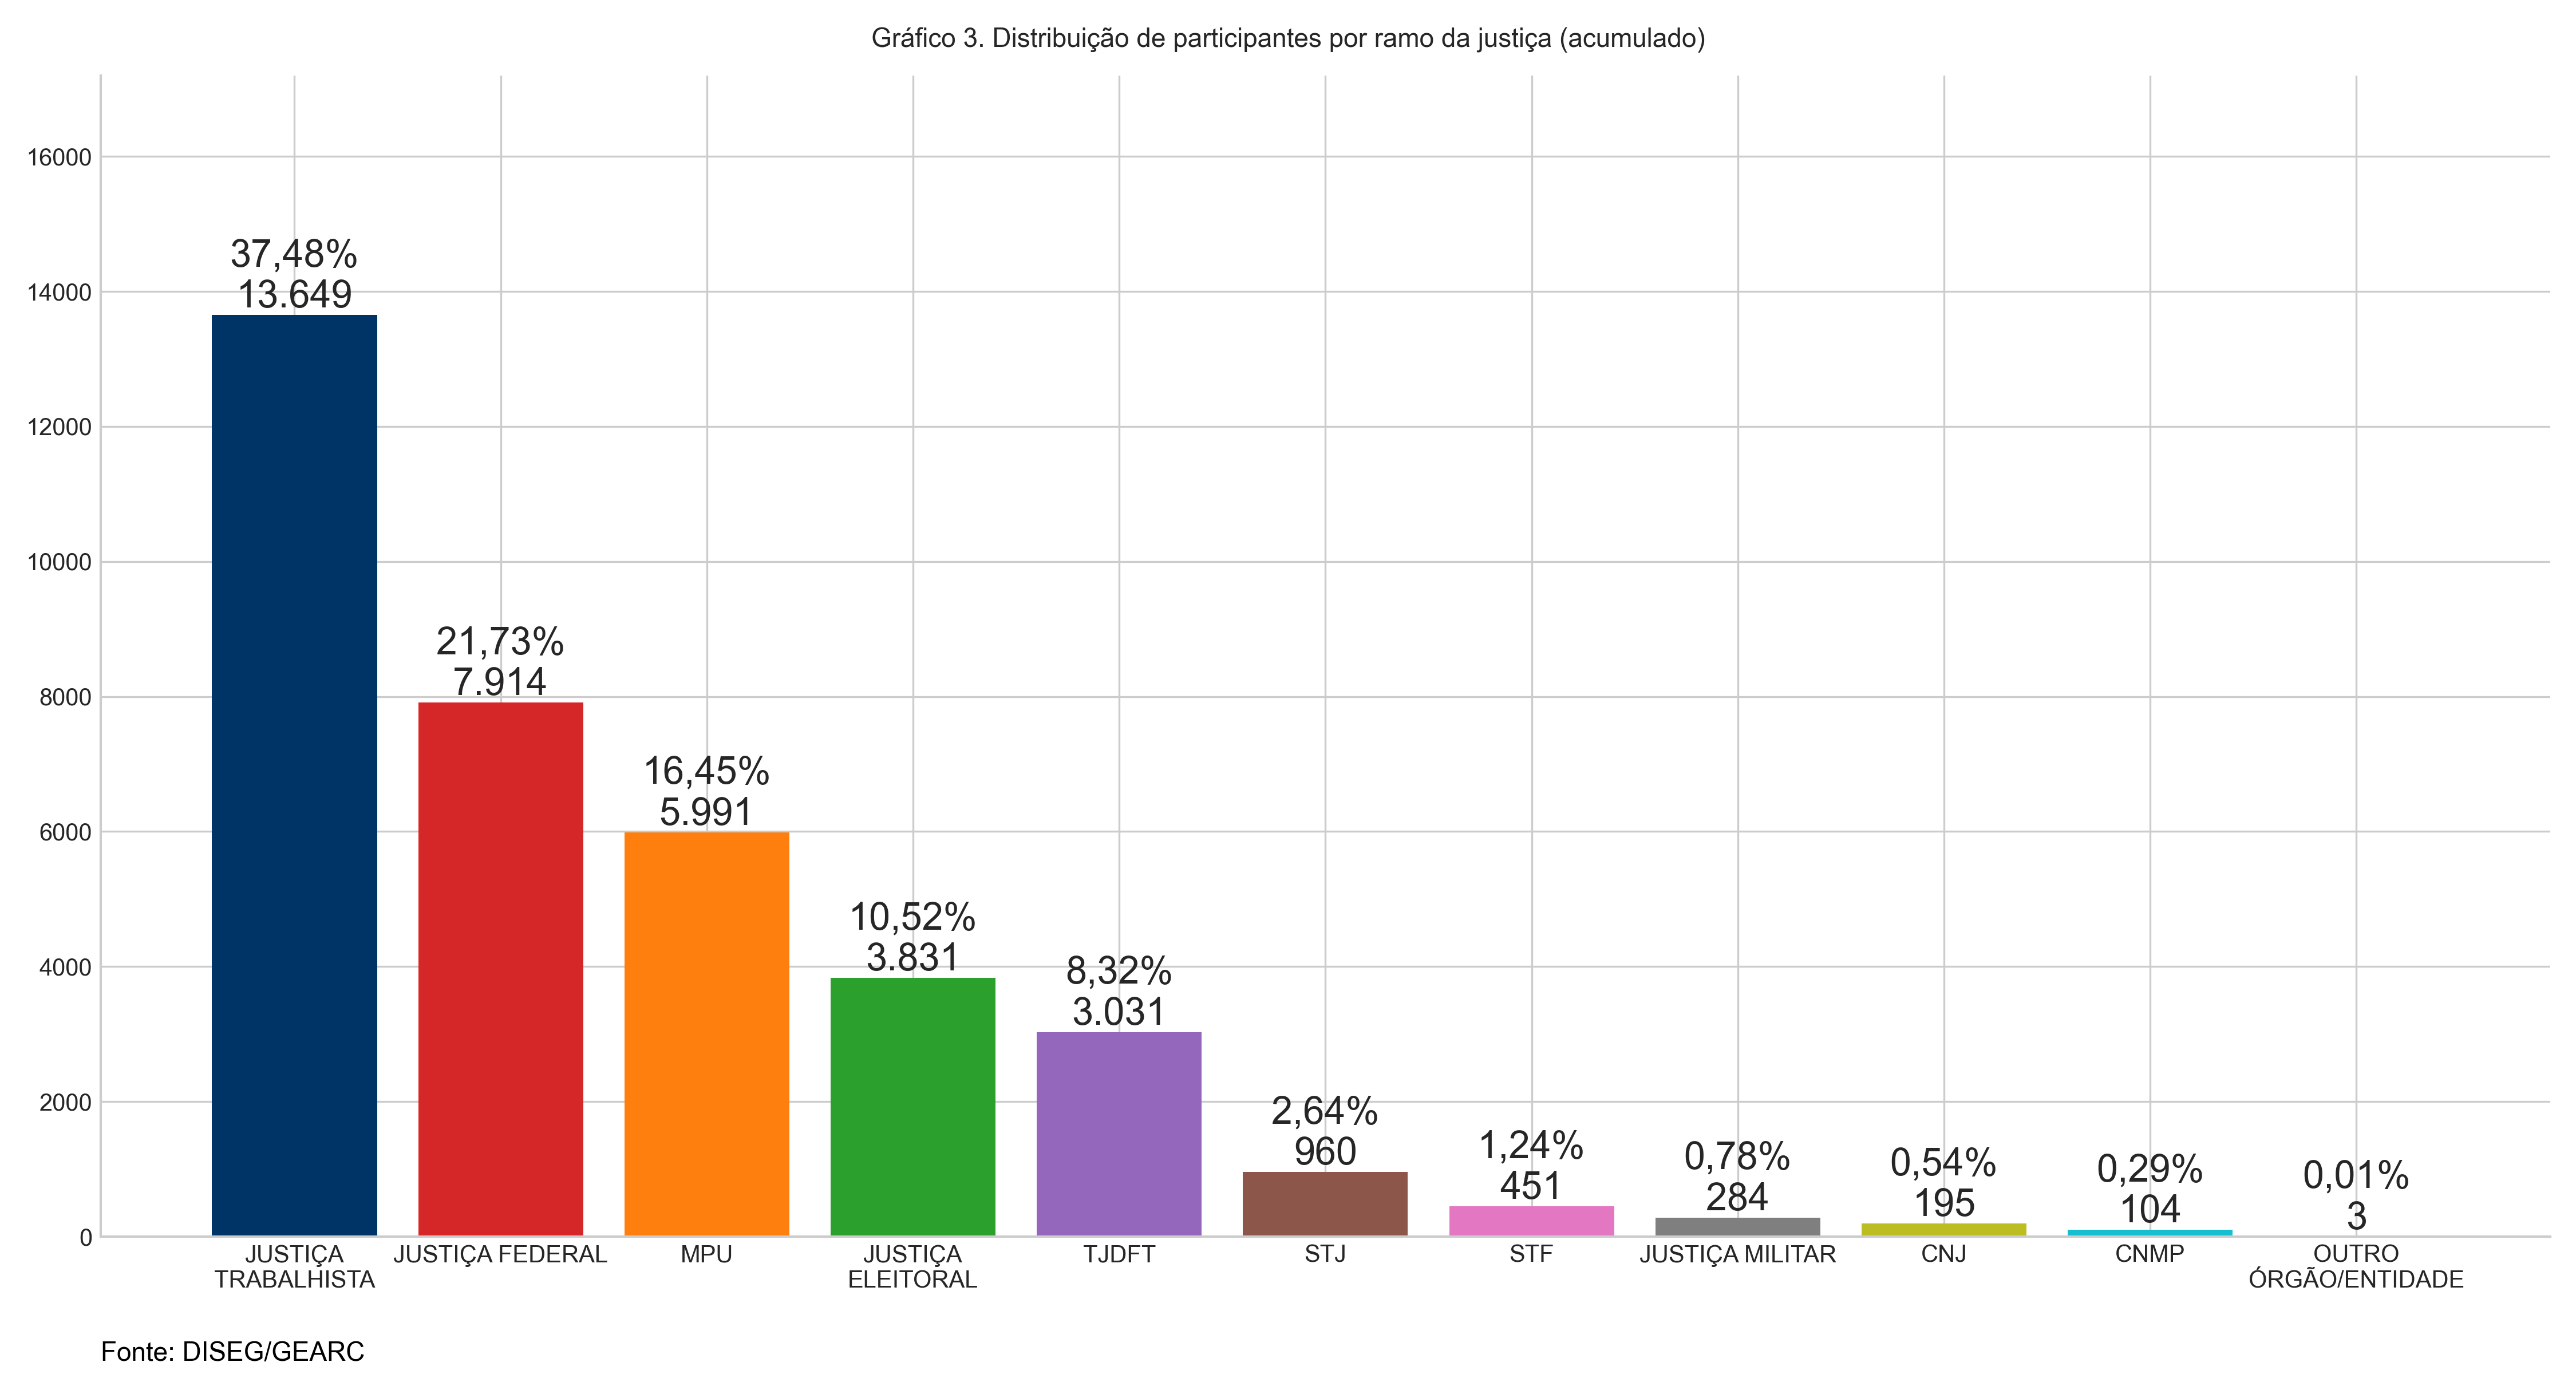 Gráfico 3. Distribuição de participantes por ramo da justiça (acumulado)
16000
14000
12000
10000
8000
6000
4000
2000
0
37,48%
13.649
21,73%
7.914
16,45%
5.991
10,52%
3.831
8,32%
3.031
2,64%
960
1,24%
451
0,78%
284
0,54%
195
0,29%
104
0,01%
3
JUSTIÇA
TRABALHISTA
JUSTIÇA FEDERAL
MPU
JUSTIÇA
ELEITORAL
TJDFT
STJ
STF
JUSTIÇA MILITAR
CNJ
CNMP
OUTRO
ÓRGÃO/ENTIDADE
Fonte: DISEG/GEARC